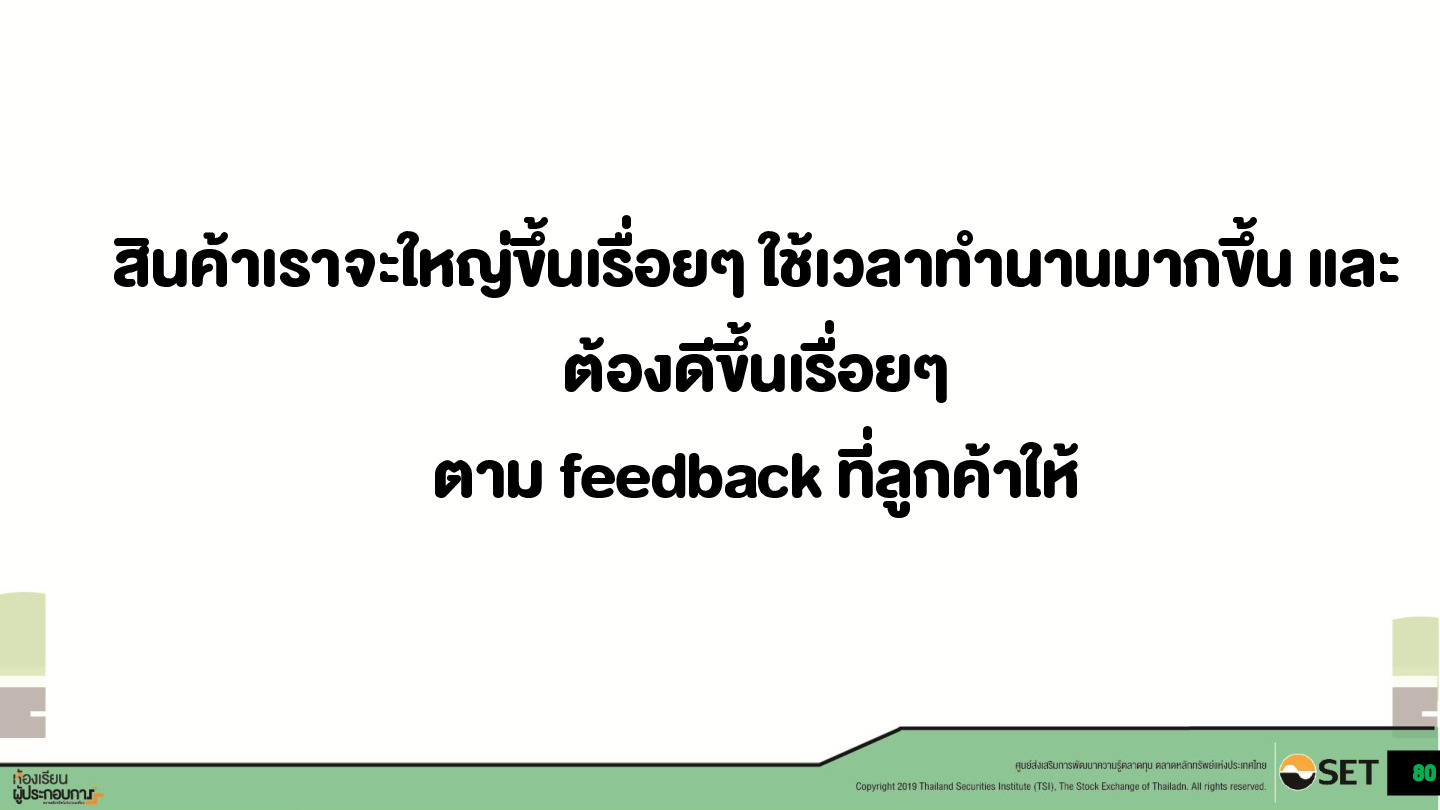 สินค้าเราจะใหญ่ขึ้นเรื่อยๆ ใช้เวลาทำนานมากขึ้น และ
ต้องดีขึ้นเรื่อยๆ
ตาม feedback ที่ลูกค้าให้
ศูนย์ส่งเสริมการพัฒนาความรู้ตลาดทุน ตลาดหลักทรัพย์แห่งประเทศไทย
Copyright 2019 Thailand Securities Institute (TSI), The Stock Exchange of Thailadn. All rights reserved.
SET
80
ห้องเรียน
ผู้ประกอบการ